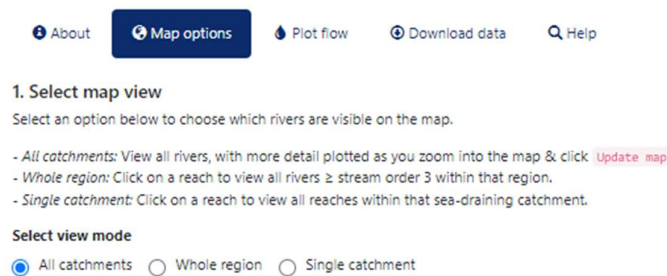 About Map options Plot flow Download data Help
1. Select map view
Select an option below to choose which rivers are visible on the map.
- All catchments: View all rivers, with more detail plotted as you zoom into the map & click Update map
- Whole region: Click on a reach to view all rivers ≥ stream order 3 within that region.
- Single catchment: Click on a reach to view all reaches within that sea-draining catchment.
Select view mode
All catchments Whole region Single catchment